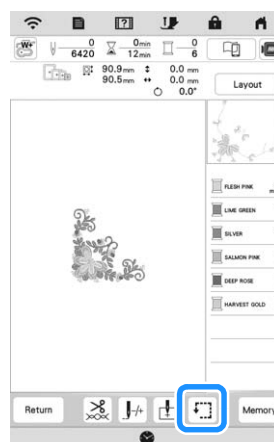 W+ 0 0min 0
6420 12min 6
90.9mm 0.0 mm
90.5mm 0.0 mm
0.0°
Layout
FLESH PINK
LIME GREEN
SILVER
SALMON PINK
DEEP ROSE
HARVEST GOLD
Return -/+ Memory